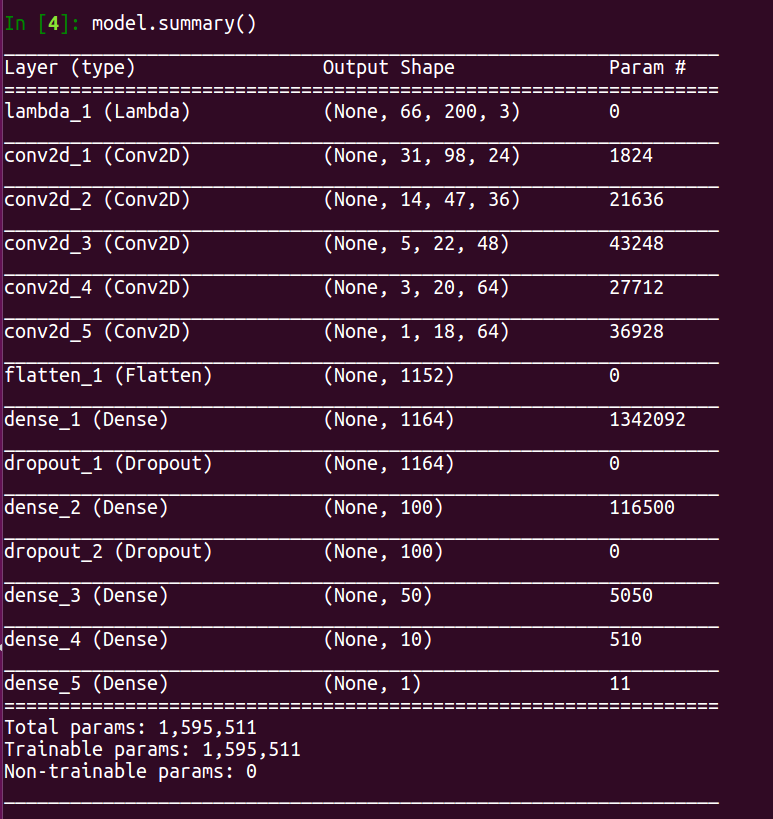 In [4]: model.summary()
Layer (type) Output Shape Param #
lambda_1 (Lambda) (None, 66, 200, 3) 0
conv2d_1 (Conv2D) (None, 31, 98, 24) 1824
conv2d_2 (Conv2D) (None, 14, 47, 36) 21636
conv2d_3 (Conv2D) (None, 5, 22, 48) 43248
conv2d_4 (Conv2D) (None, 3, 20, 64) 27712
conv2d_5 (Conv2D) (None, 1, 18, 64) 36928
flatten_1 (Flatten) (None, 1152) 0
dense_1 (Dense) (None, 1164) 1342092
dropout_1 (Dropout) (None, 1164) 0
dense_2 (Dense) (None, 100) 116500
dropout_2 (Dropout) (None, 100) 0
dense_3 (Dense) (None, 50) 5050
dense_4 (Dense) (None, 10) 510
dense_5 (Dense) (None, 1) 11
Total params: 1,595,511
Trainable params: 1,595,511
Non-trainable params: 0